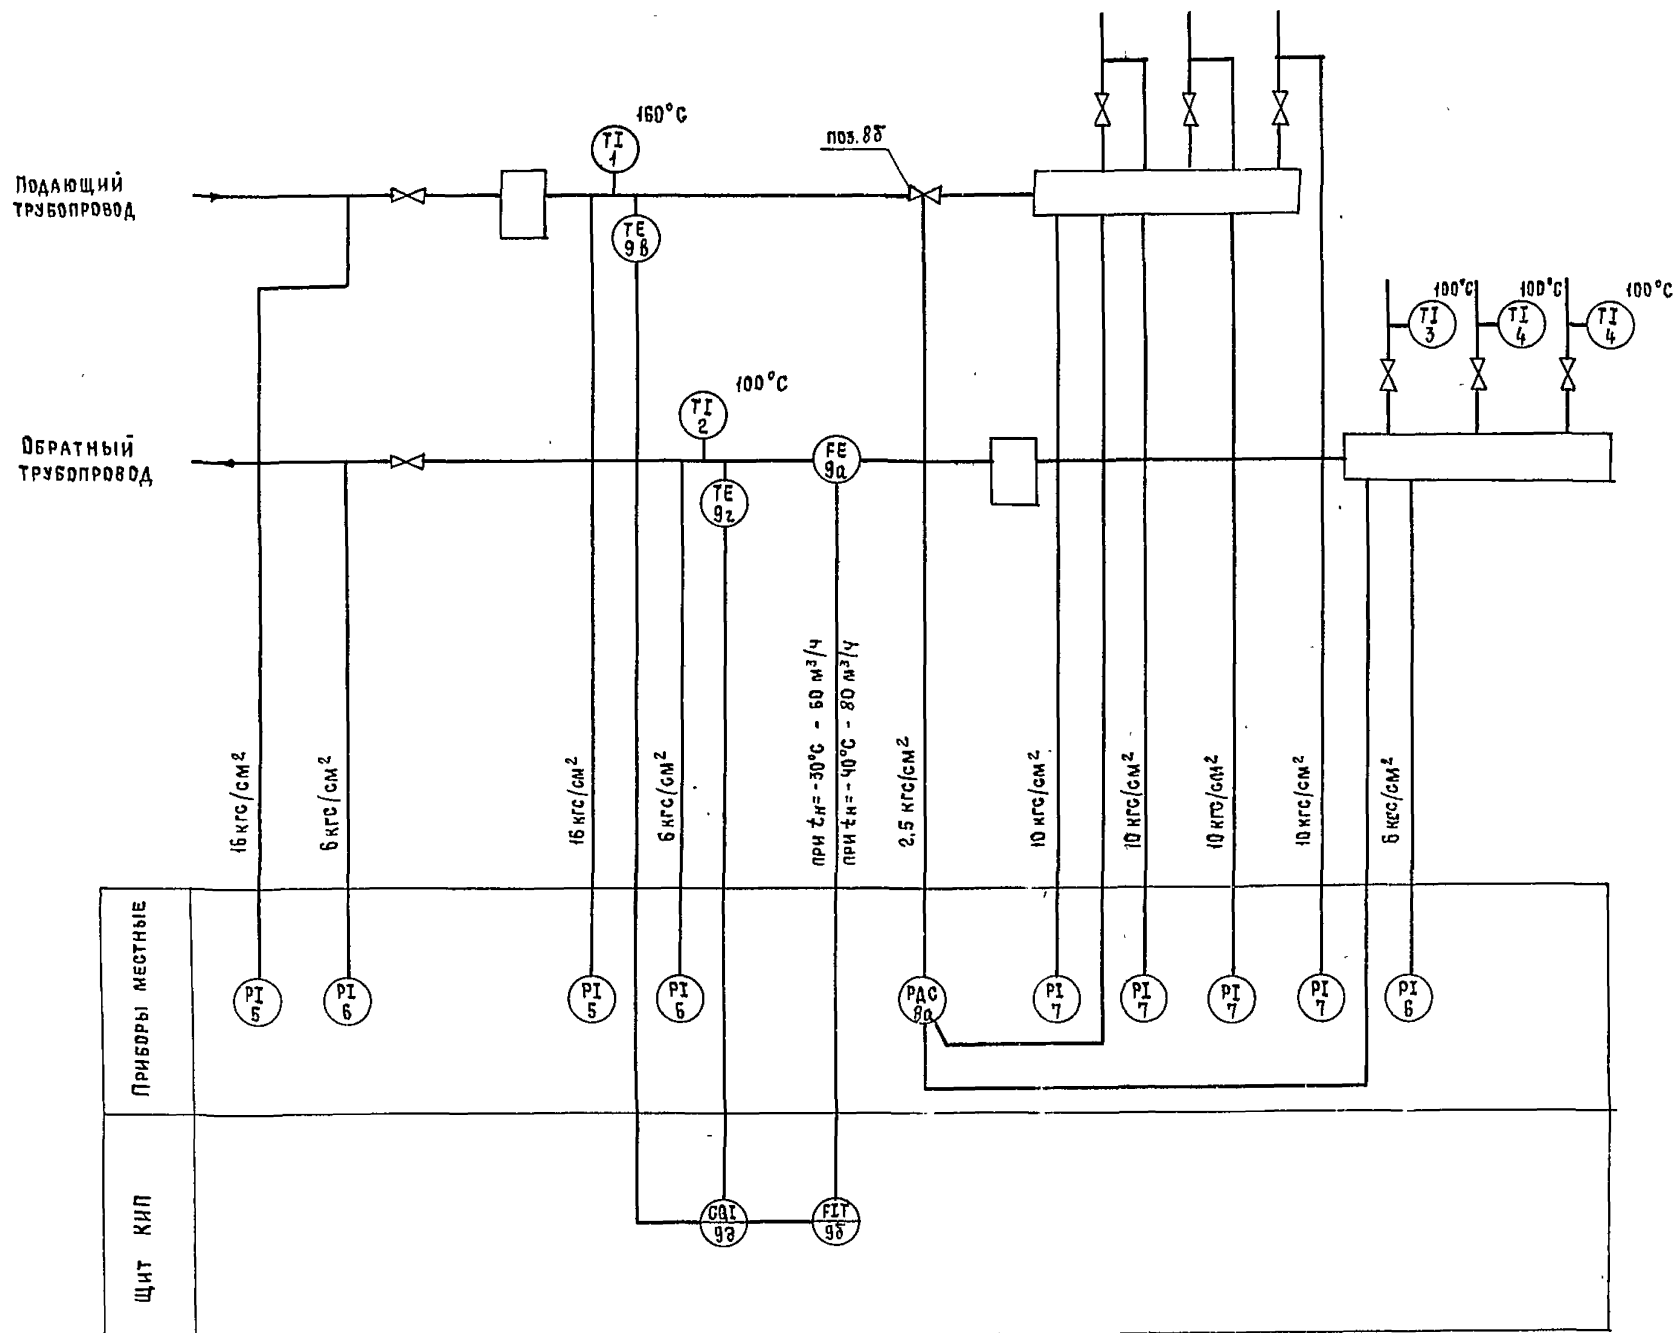 160°С
TI
1
поз. 8б
Подающий
трубопровод
TE
9в
100°С
100°С
100°С
TI
3
TI
4
TI
4
100°С
TI
2
Обратный
трубопровод
FE
9а
TE
9г
16 кгс/см²
6 кгс/см²
16 кгс/см²
6 кгс/см²
при tн=-30°С - 60 м³/ч
при tн=-40°С - 80 м³/ч
2,5 кгс/см²
10 кгс/см²
10 кгс/см²
10 кгс/см²
10 кгс/см²
6 кгс/см²
Приборы местные
PI
5
PI
6
PI
5
PI
6
РДС
8а
PI
7
PI
7
PI
7
PI
7
PI
6
Щит КИП
9д
FIT
9б